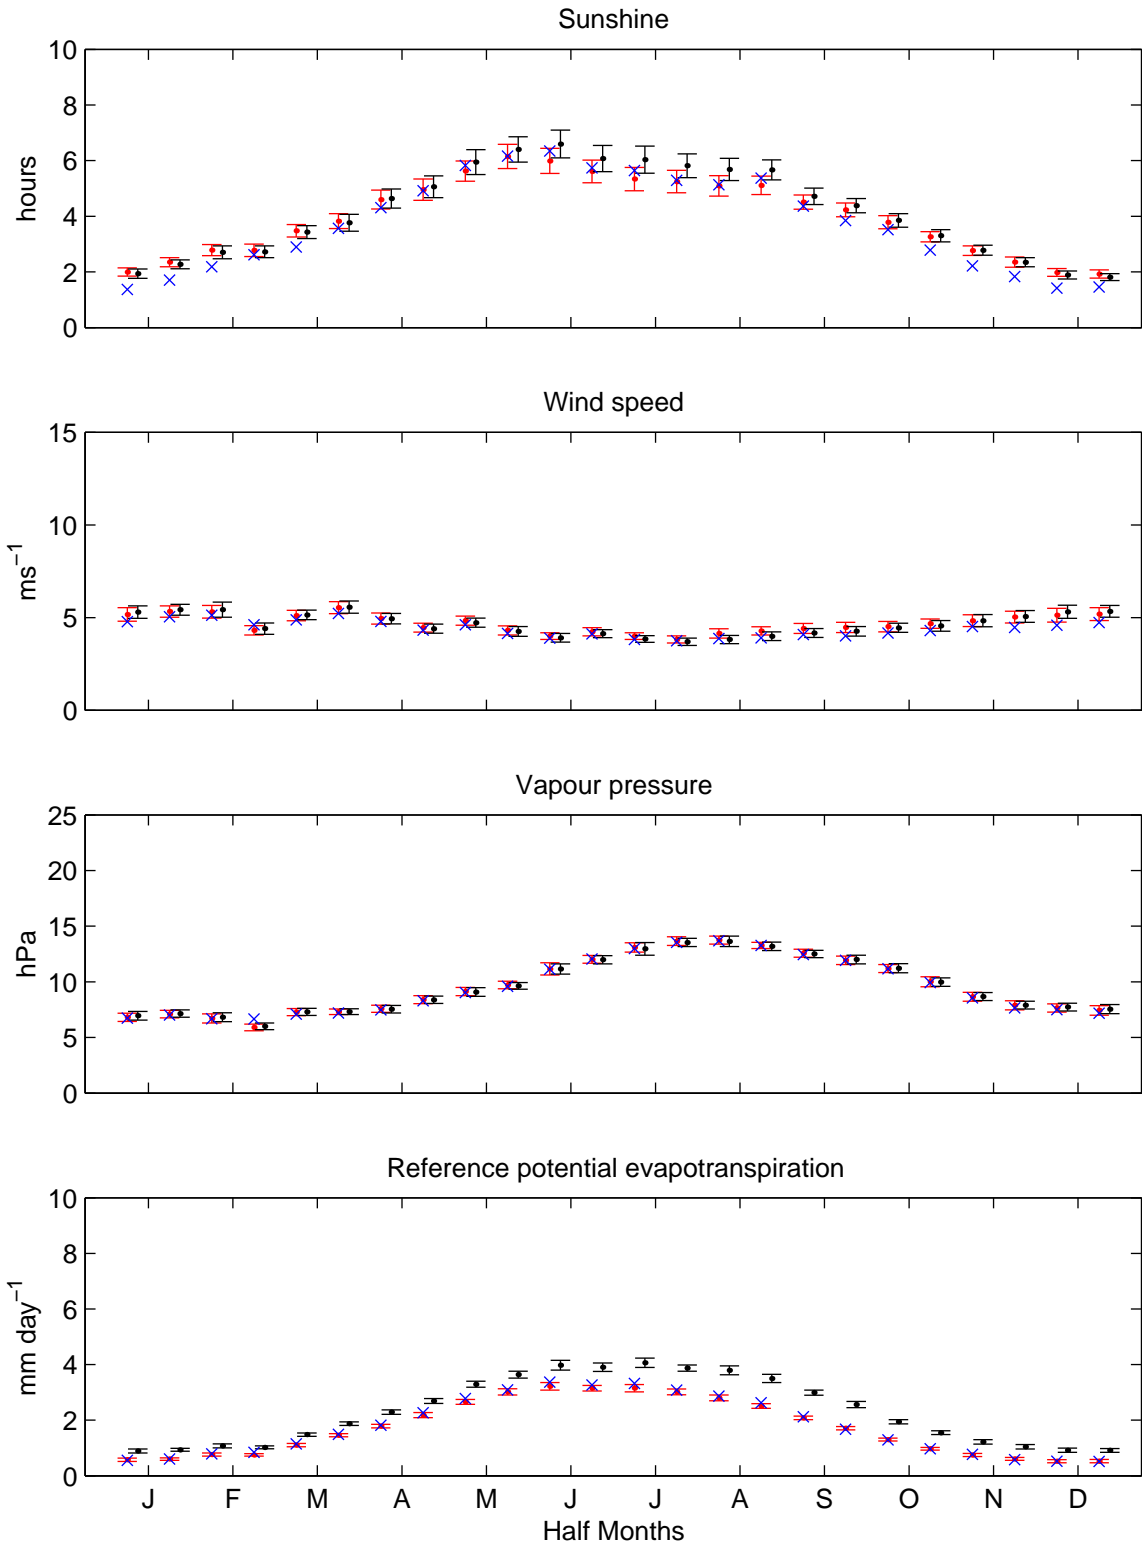 Sunshine
10
8
6
4
2
0
hours
Wind speed
15
10
5
0
ms⁻¹
Vapour pressure
25
20
15
10
5
0
hPa
Reference potential evapotranspiration
10
8
6
4
2
0
mm day⁻¹
J F M A M J J A S O N D
Half Months